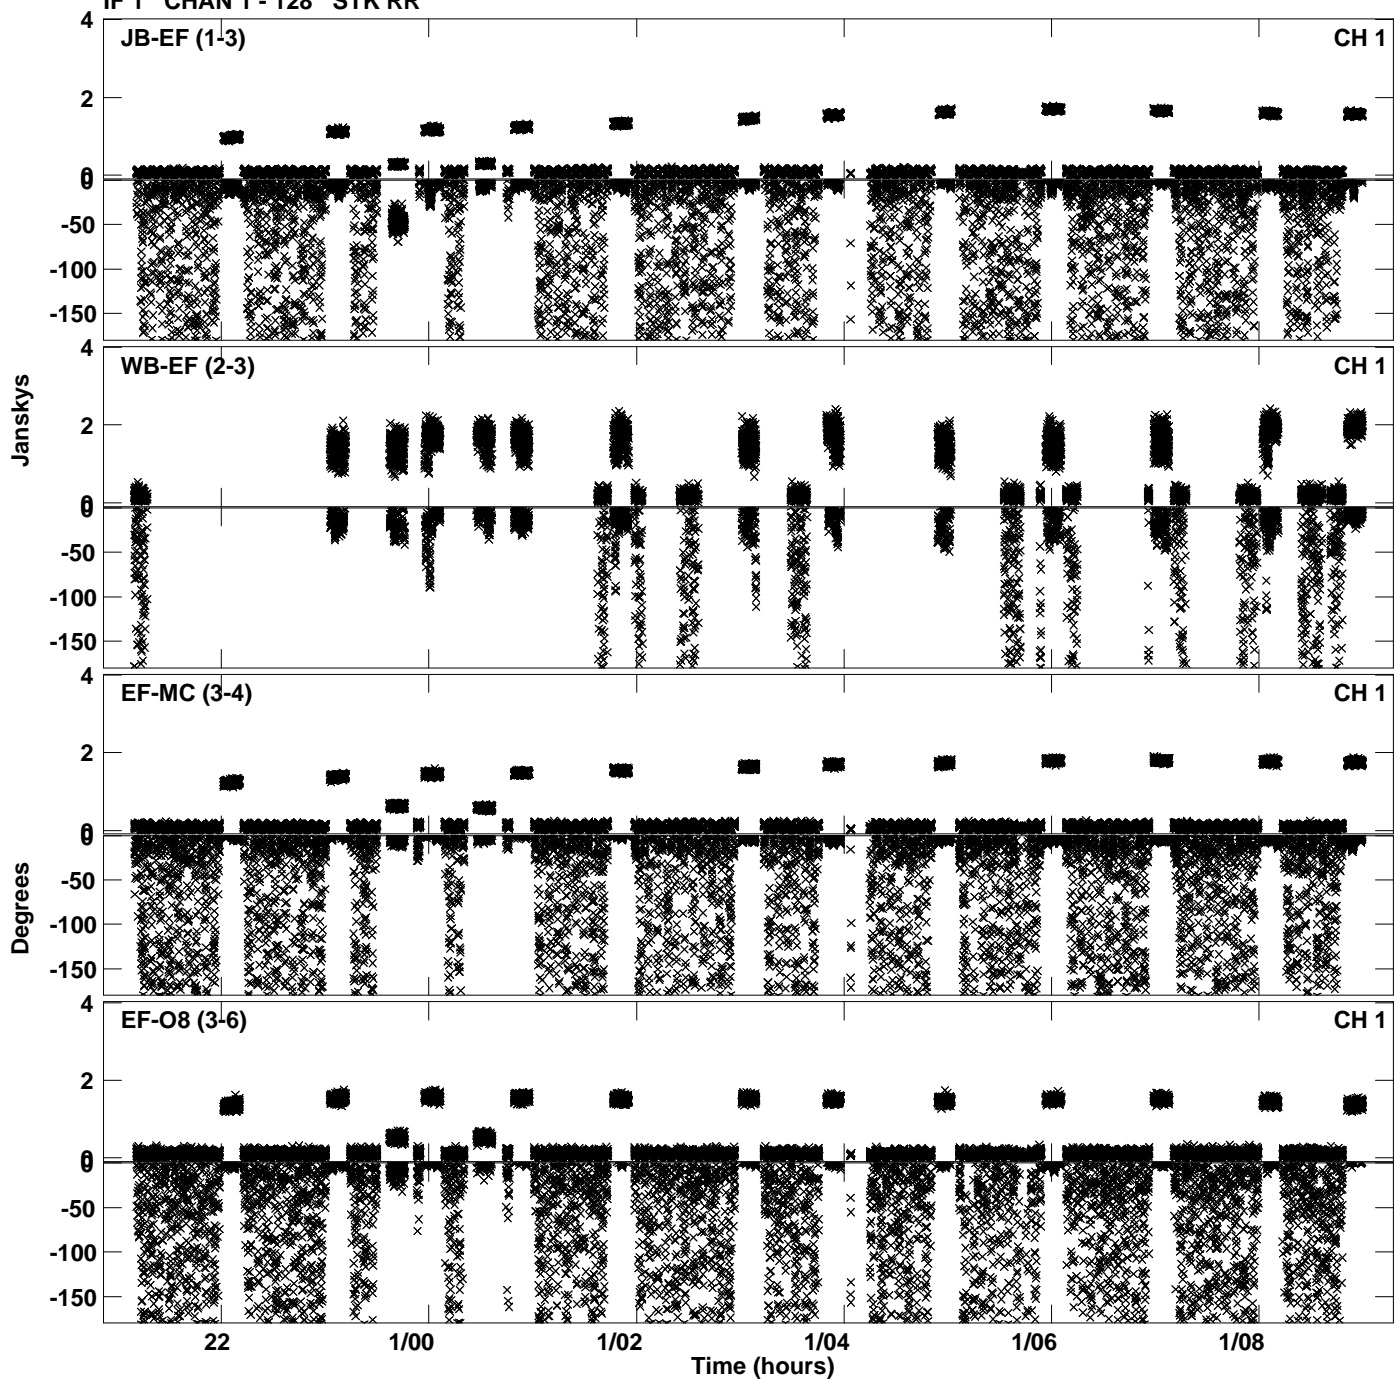 IF 1 CHAN 1 - 128 STK RR
4
JB-EF (1-3)
CH 1
2
0
0
-50
-100
-150
4
WB-EF (2-3)
CH 1
2
0
0
-50
-100
-150
Janskys
4
EF-MC (3-4)
CH 1
2
0
0
-50
-100
-150
Degrees
4
EF-O8 (3-6)
CH 1
2
0
0
-50
-100
-150
22
1/00
1/02
1/04
1/06
1/08
Time (hours)